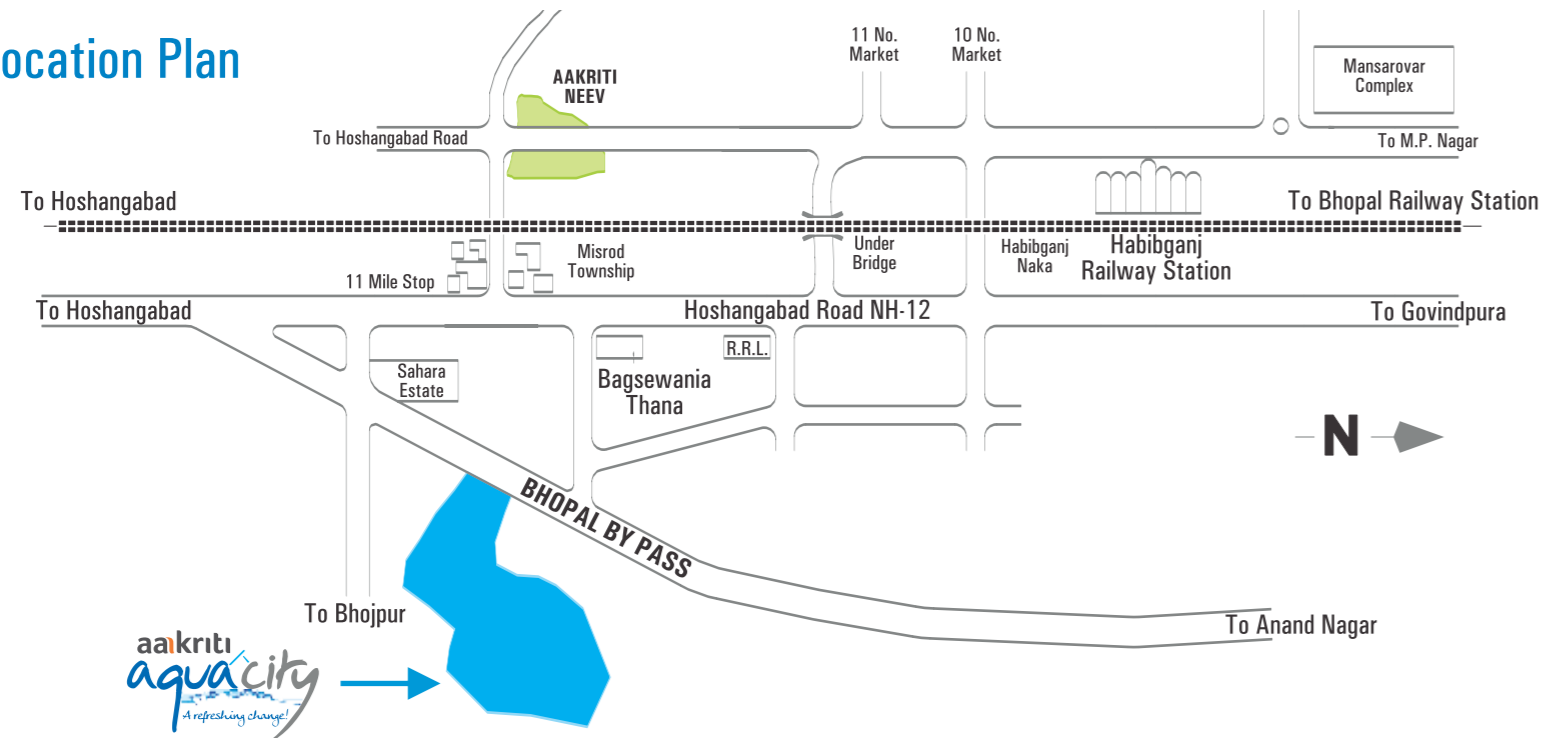 ocation Plan
11 No.
Market
10 No.
Market
Mansarovar
Complex
AAKRITI
NEEV
To Hoshangabad Road
To M.P. Nagar
To Hoshangabad
To Bhopal Railway Station
Misrod
Township
Under
Bridge
Habibganj
Naka
Habibganj
Railway Station
11 Mile Stop
To Hoshangabad
Hoshangabad Road NH-12
To Govindpura
R.R.L.
Sahara
Estate
Bagsewania
Thana
N
BHOPAL BY PASS
To Bhojpur
To Anand Nagar
aakriti
aquacity
A refreshing change!